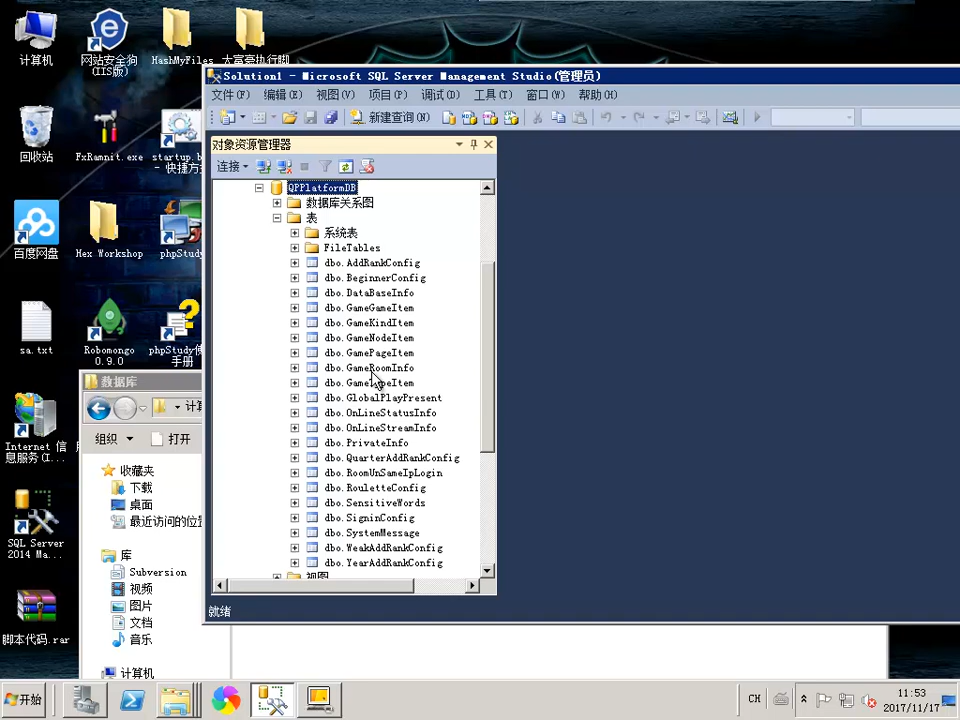 计算机
网站安全狗
(IIS版)
HashMyFiles
大富豪执行脚
回收站
FxRamnit.exe
startup.b
- 快捷方
百度网盘
Hex Workshop
phpStudy
sa.txt
Robomongo
0.9.0
phpStudy使
手册
Internet 信
息服务(I...
SQL Server
2014 Ma...
脚本代码.rar
Solution1 - Microsoft SQL Server Management Studio(管理员)
文件(F) 编辑(E) 视图(V) 项目(P) 调试(D) 工具(T) 窗口(W) 帮助(H)
新建查询(N)
对象资源管理器
连接
QPPlatformDB
数据库关系图
表
系统表
FileTables
dbo.AddRankConfig
dbo.BeginnerConfig
dbo.DataBaseInfo
dbo.GameGameItem
dbo.GameKindItem
dbo.GameNodeItem
dbo.GamePageItem
dbo.GameRoomInfo
dbo.GameTypeItem
dbo.GlobalPlayPresent
dbo.OnLineStatusInfo
dbo.OnLineStreamInfo
dbo.PrivateInfo
dbo.QuarterAddRankConfig
dbo.RoomUnSameIpLogin
dbo.RouletteConfig
dbo.SensitiveWords
dbo.SigninConfig
dbo.SystemMessage
dbo.WeakAddRankConfig
dbo.YearAddRankConfig
视图
就绪
数据库
计算
组织 打开
收藏夹
下载
桌面
最近访问的位置
库
Subversion
视频
图片
文档
音乐
计算机
开始
CH
11:53
2017/11/17